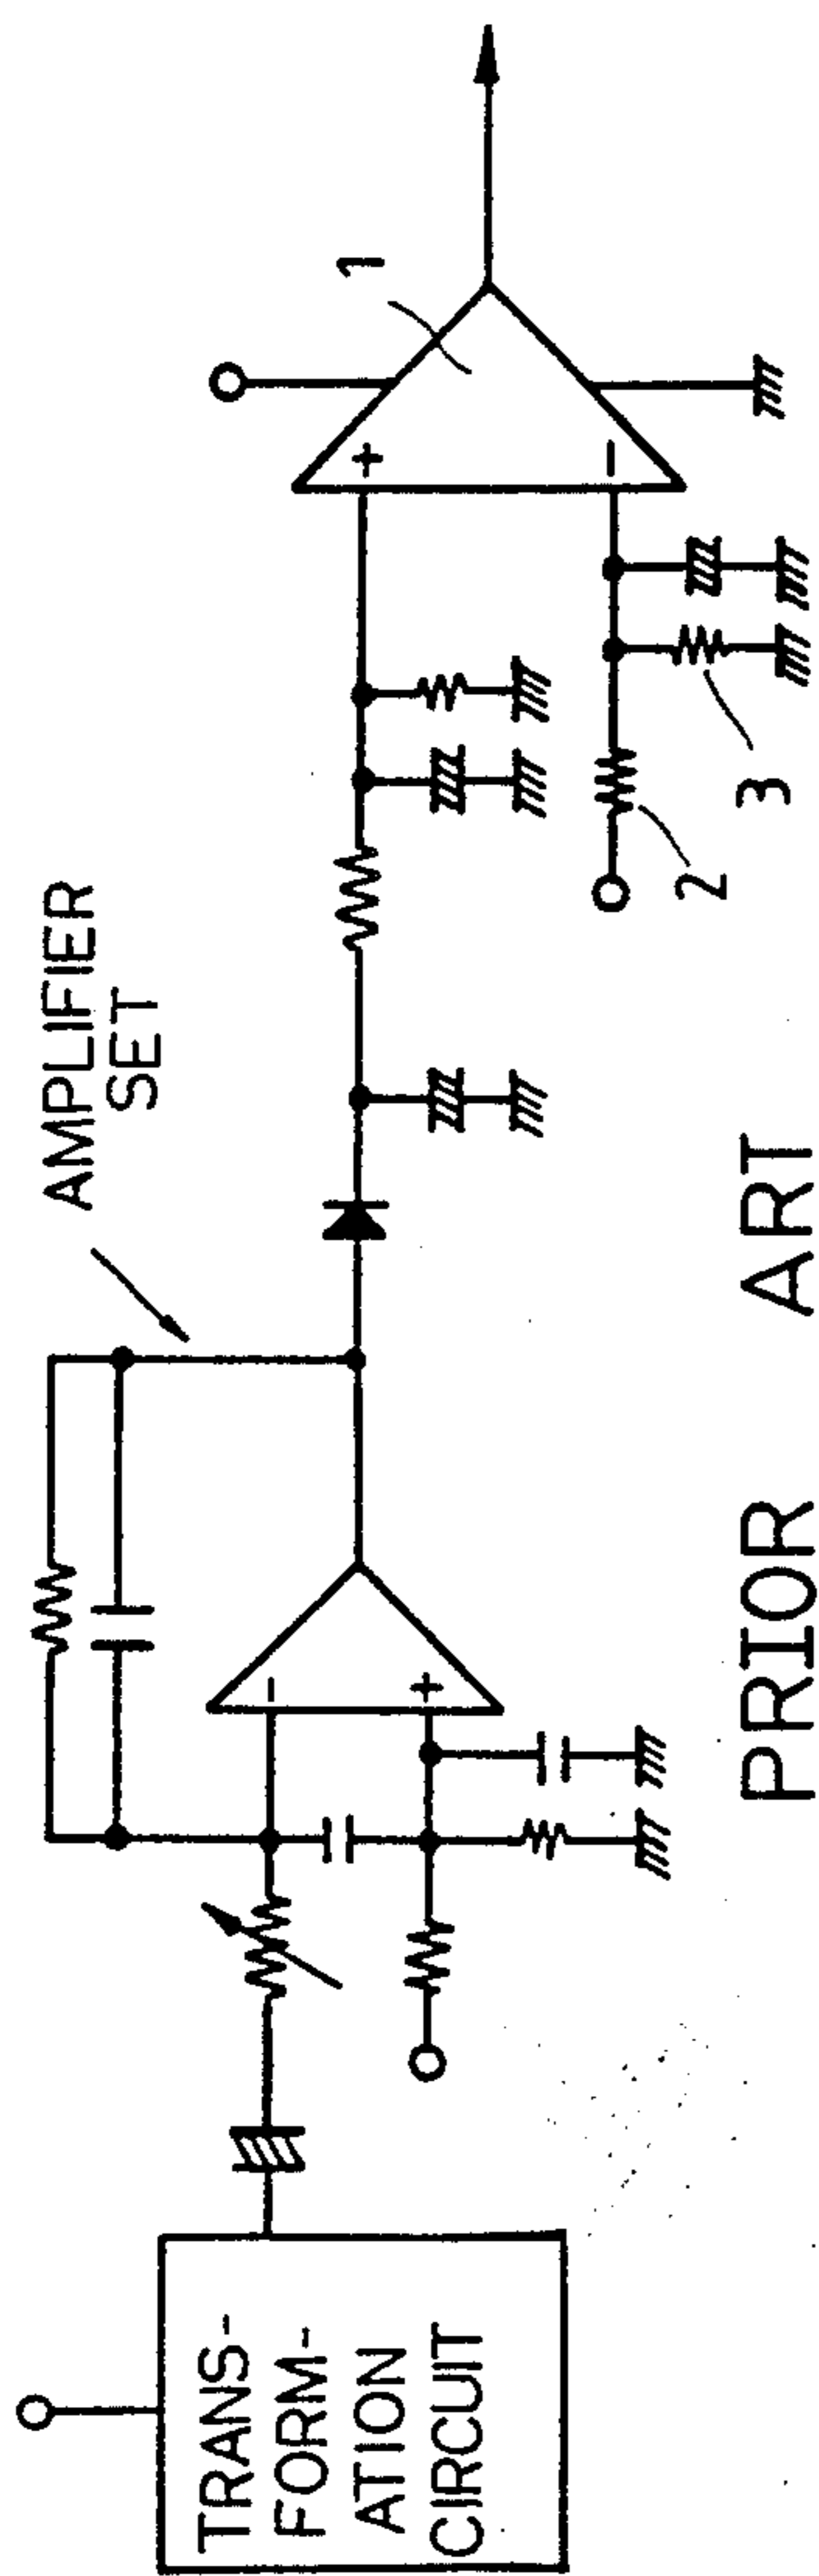 TRANS-
FORM-
ATION
CIRCUIT
AMPLIFIER
SET
-
+
+
-
1
2
3
PRIOR ART